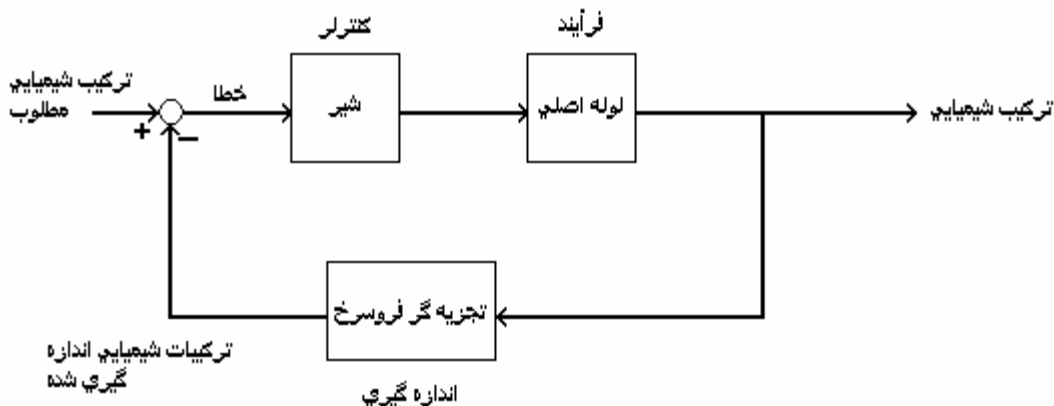 کنترلر
فرآیند
ترکیب شیمیایی
مطلوب
+
−
خطا
شیر
لوله اصلی
ترکیب شیمیایی
تجزیه گر فروسرخ
ترکیبات شیمیایی اندازه
گیری شده
اندازه گیری